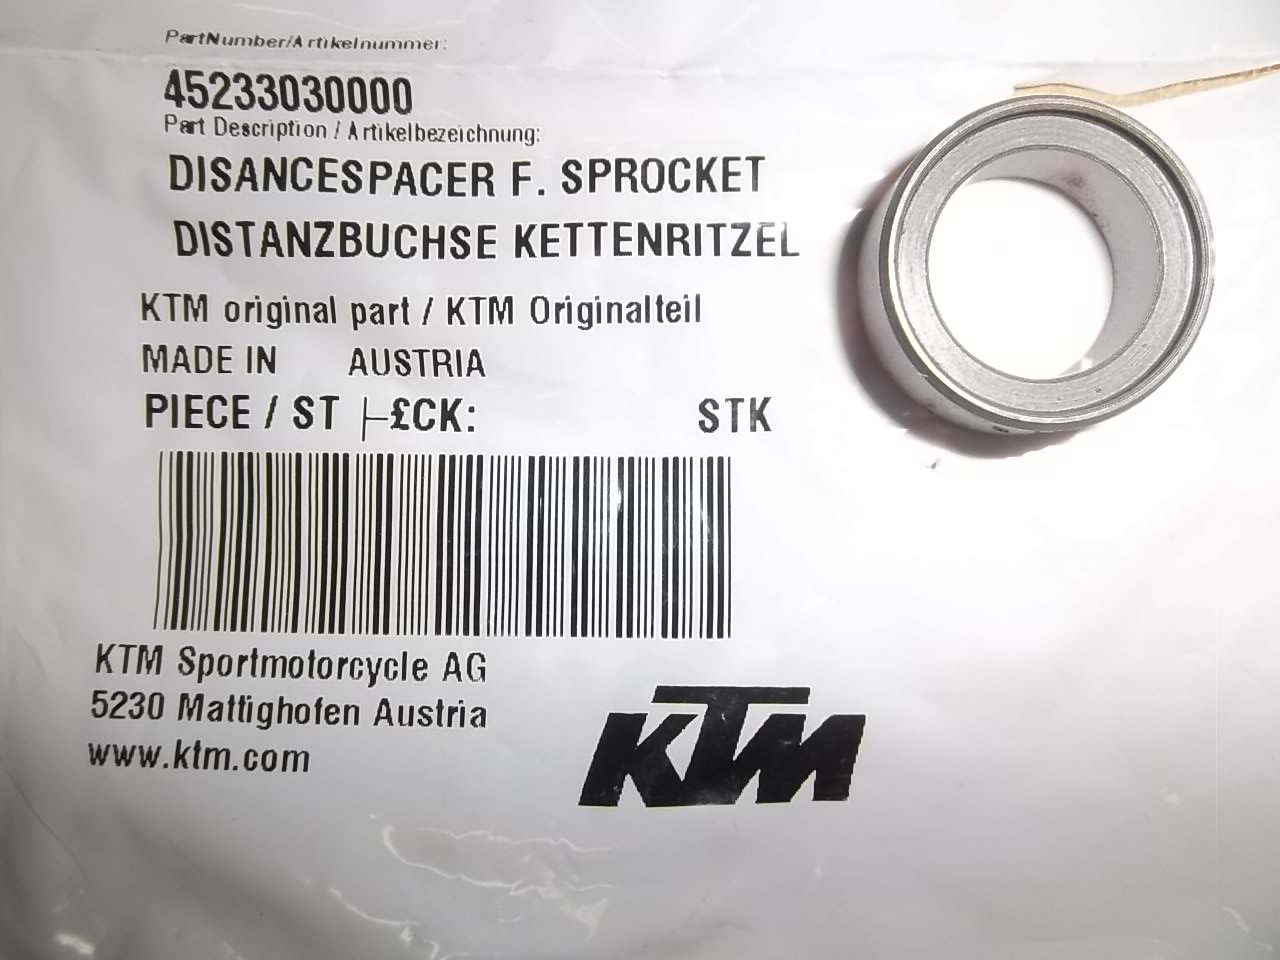 PartNumber/Artikelnummer:
45233030000
Part Description / Artikelbezeichnung:
DISANCESPACER F. SPROCKET
DISTANZBUCHSE KETTENRITZEL
KTM original part / KTM Originalteil
MADE IN AUSTRIA
PIECE / ST├£CK: STK
KTM Sportmotorcycle AG
5230 Mattighofen Austria
www.ktm.com
KTM